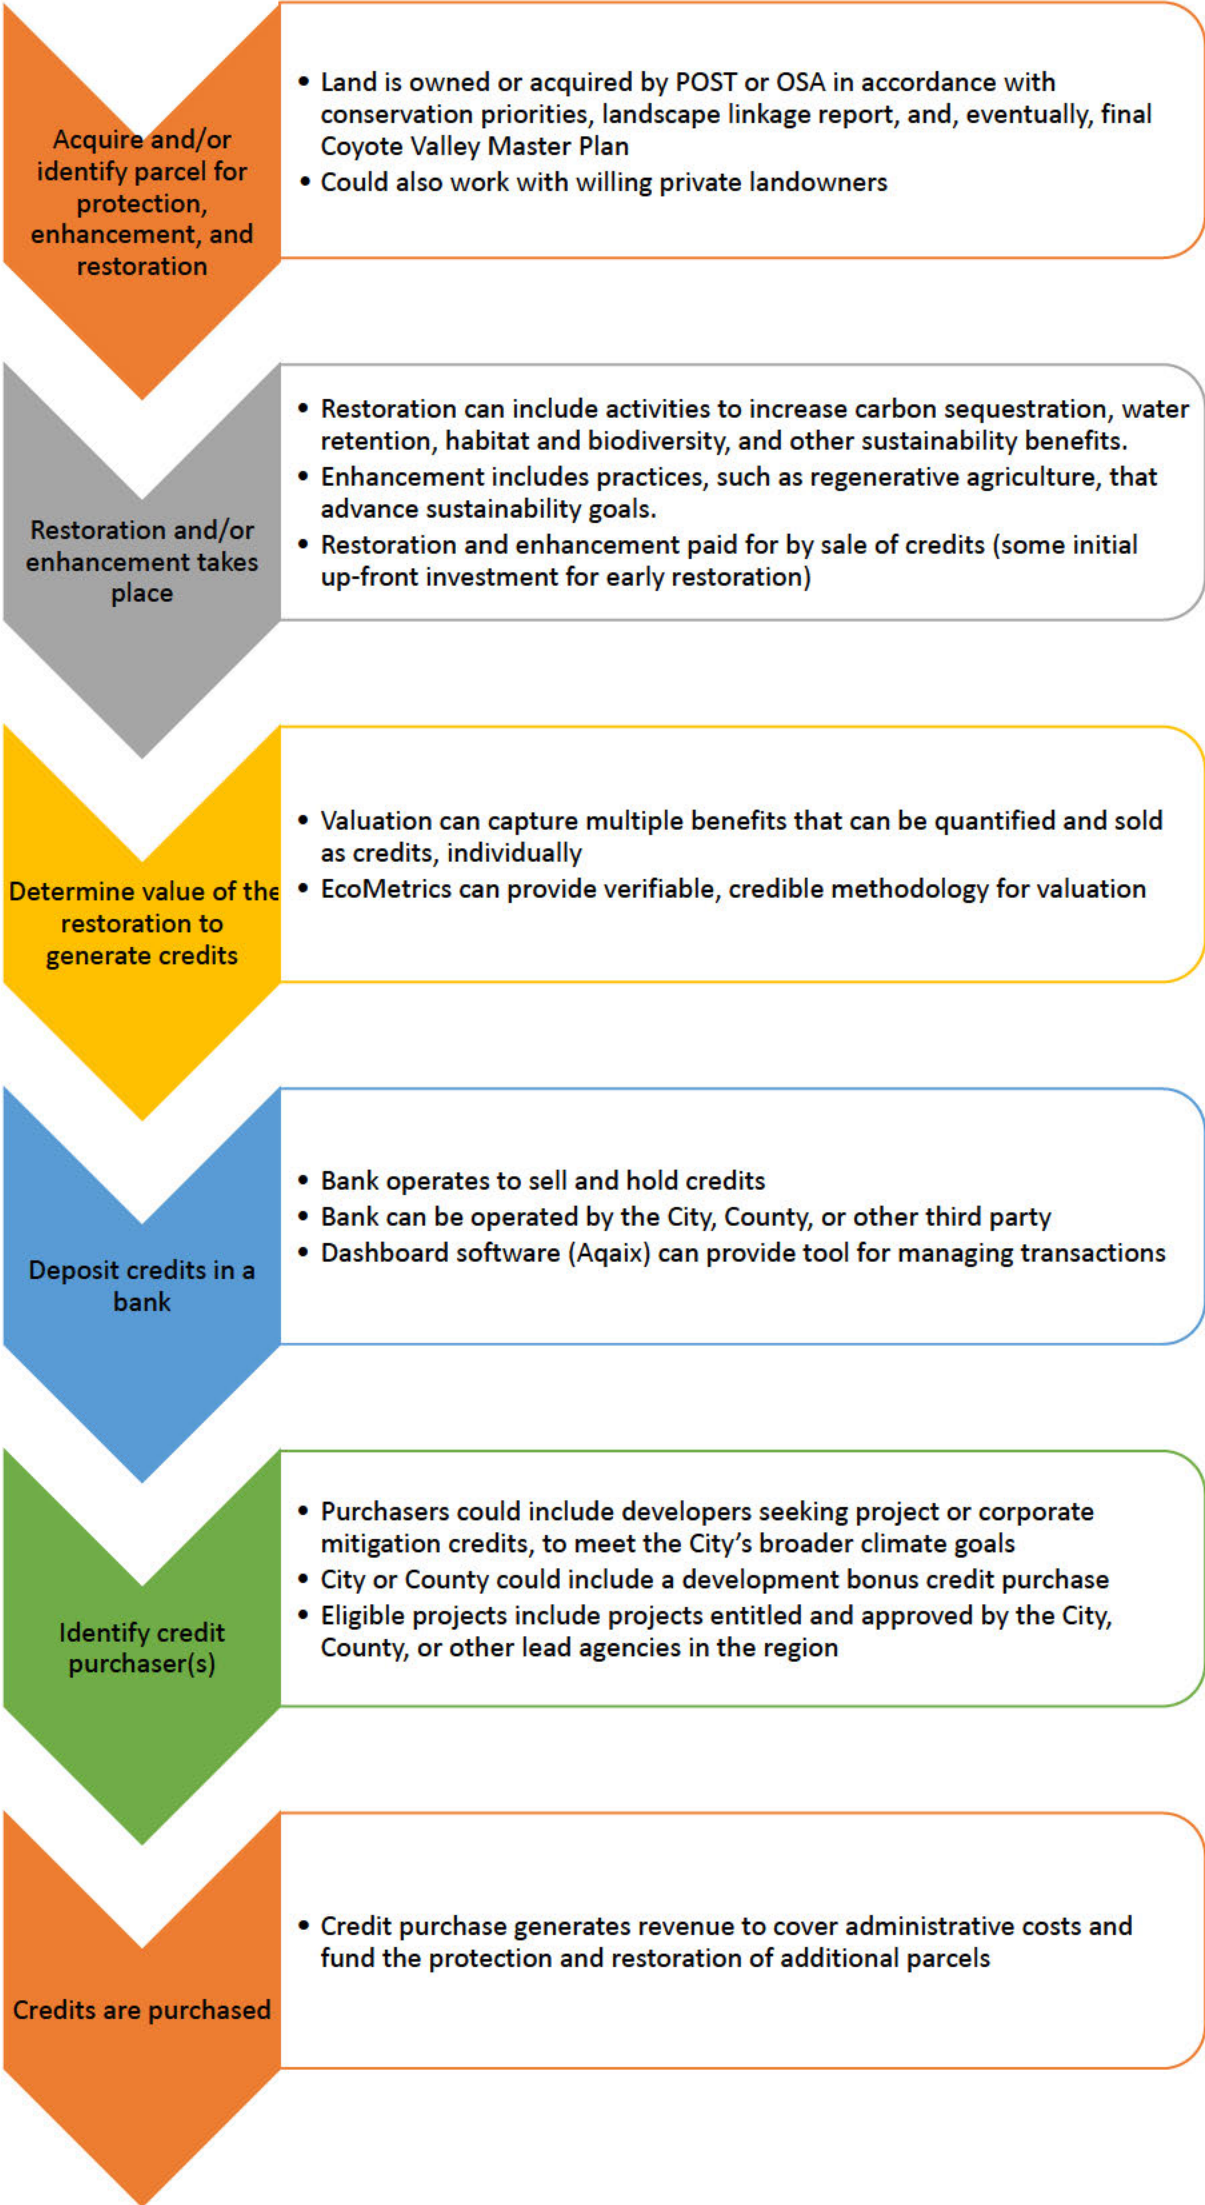 Acquire and/or
identify parcel for
protection,
enhancement, and
restoration
• Land is owned or acquired by POST or OSA in accordance with
conservation priorities, landscape linkage report, and, eventually, final
Coyote Valley Master Plan
• Could also work with willing private landowners
Restoration and/or
enhancement takes
place
• Restoration can include activities to increase carbon sequestration, water
retention, habitat and biodiversity, and other sustainability benefits.
• Enhancement includes practices, such as regenerative agriculture, that
advance sustainability goals.
• Restoration and enhancement paid for by sale of credits (some initial
up-front investment for early restoration)
Determine value of the
restoration to
generate credits
• Valuation can capture multiple benefits that can be quantified and sold
as credits, individually
• EcoMetrics can provide verifiable, credible methodology for valuation
Deposit credits in a
bank
• Bank operates to sell and hold credits
• Bank can be operated by the City, County, or other third party
• Dashboard software (Aqaix) can provide tool for managing transactions
Identify credit
purchaser(s)
• Purchasers could include developers seeking project or corporate
mitigation credits, to meet the City's broader climate goals
• City or County could include a development bonus credit purchase
• Eligible projects include projects entitled and approved by the City,
County, or other lead agencies in the region
Credits are purchased
• Credit purchase generates revenue to cover administrative costs and
fund the protection and restoration of additional parcels